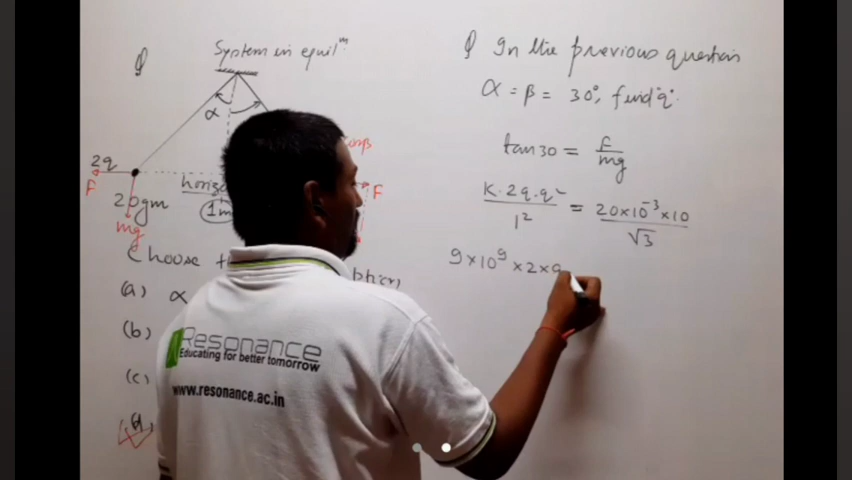 Q System in equil^m
α
2q
F
F
horiz
20gm
1m
mg
Choose t
(a) α
(b)
(c)
(d)
Q In the previous question
α = β = 30°, find "q".
tan30 = F/mg
K.2q.q/1² = 20×10⁻³×10/√3
9×10⁹×2×q
Resonance
Educating for better tomorrow
www.resonance.ac.in